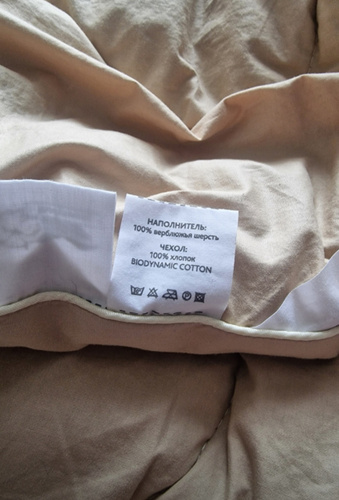 НАПОЛНИТЕЛЬ:
100% верблюжья шерсть
ЧЕХОЛ:
100% хлопок
BIODYNAMIC COTTON